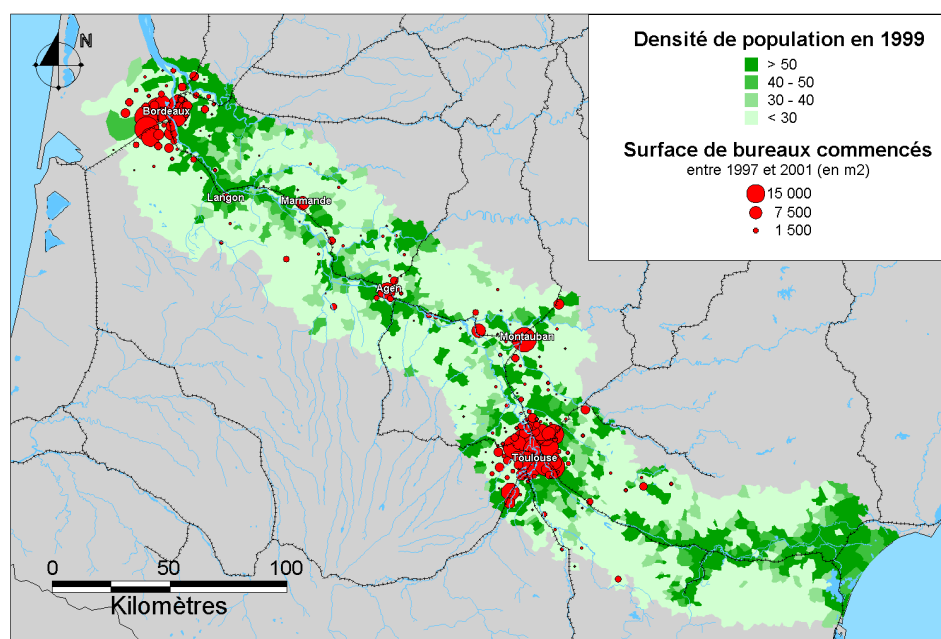 N
Densité de population en 1999
> 50
40 - 50
30 - 40
< 30
Surface de bureaux commencés
entre 1997 et 2001 (en m2)
15 000
7 500
1 500
Bordeaux
Langon
Marmande
Agen
Montauban
Toulouse
0 50 100
Kilomètres